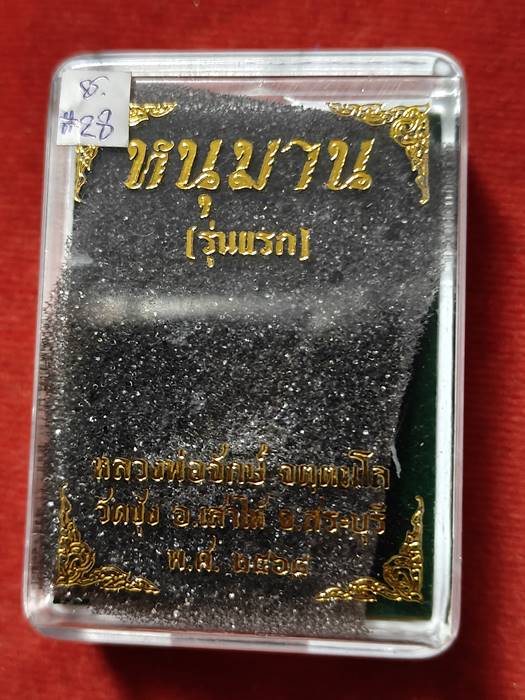 ร.
#28
หนุมาน
(รุ่นแรก)
หลวงพ่อจักษ์ จตฺตมโล
วัดชุ้ง อ.เสาไห้ จ.สระบุรี
พ.ศ. ๒๕๖๘